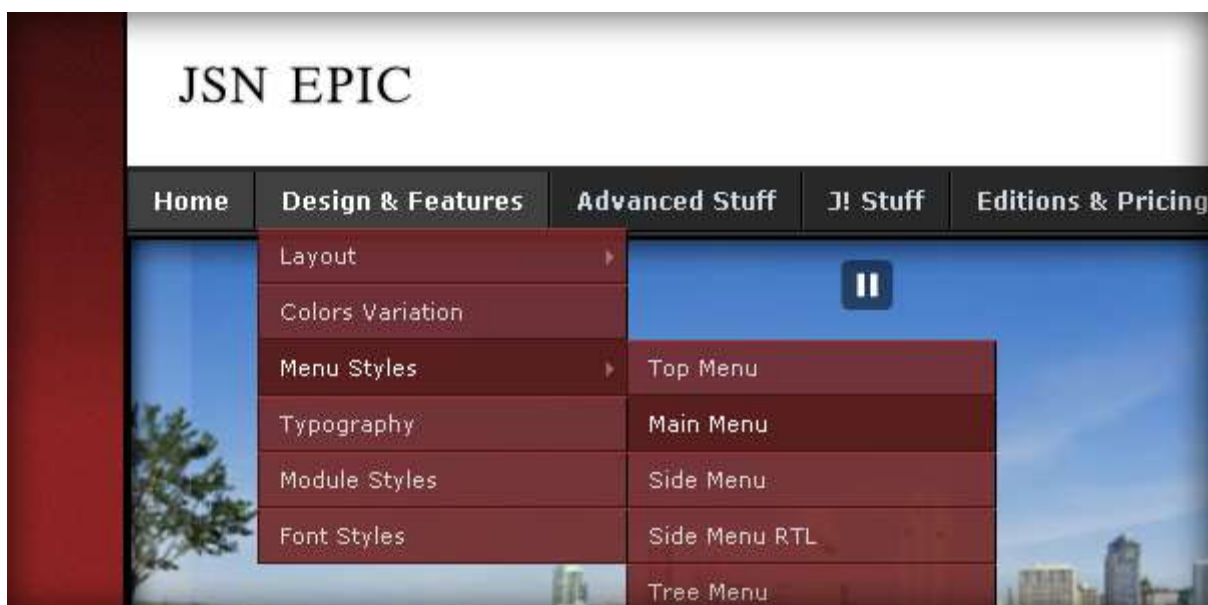 JSN EPIC
Home Design & Features Advanced Stuff J! Stuff Editions & Pricing
Layout
Colors Variation
Menu Styles
Typography
Module Styles
Font Styles
Top Menu
Main Menu
Side Menu
Side Menu RTL
Tree Menu